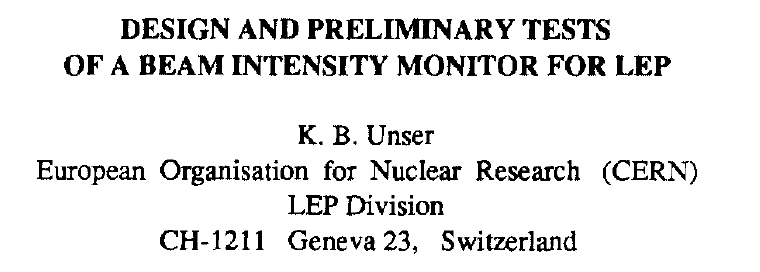 DESIGN AND PRELIMINARY TESTS
OF A BEAM INTENSITY MONITOR FOR LEP
K. B. Unser
European Organisation for Nuclear Research (CERN)
LEP Division
CH-1211 Geneva 23, Switzerland